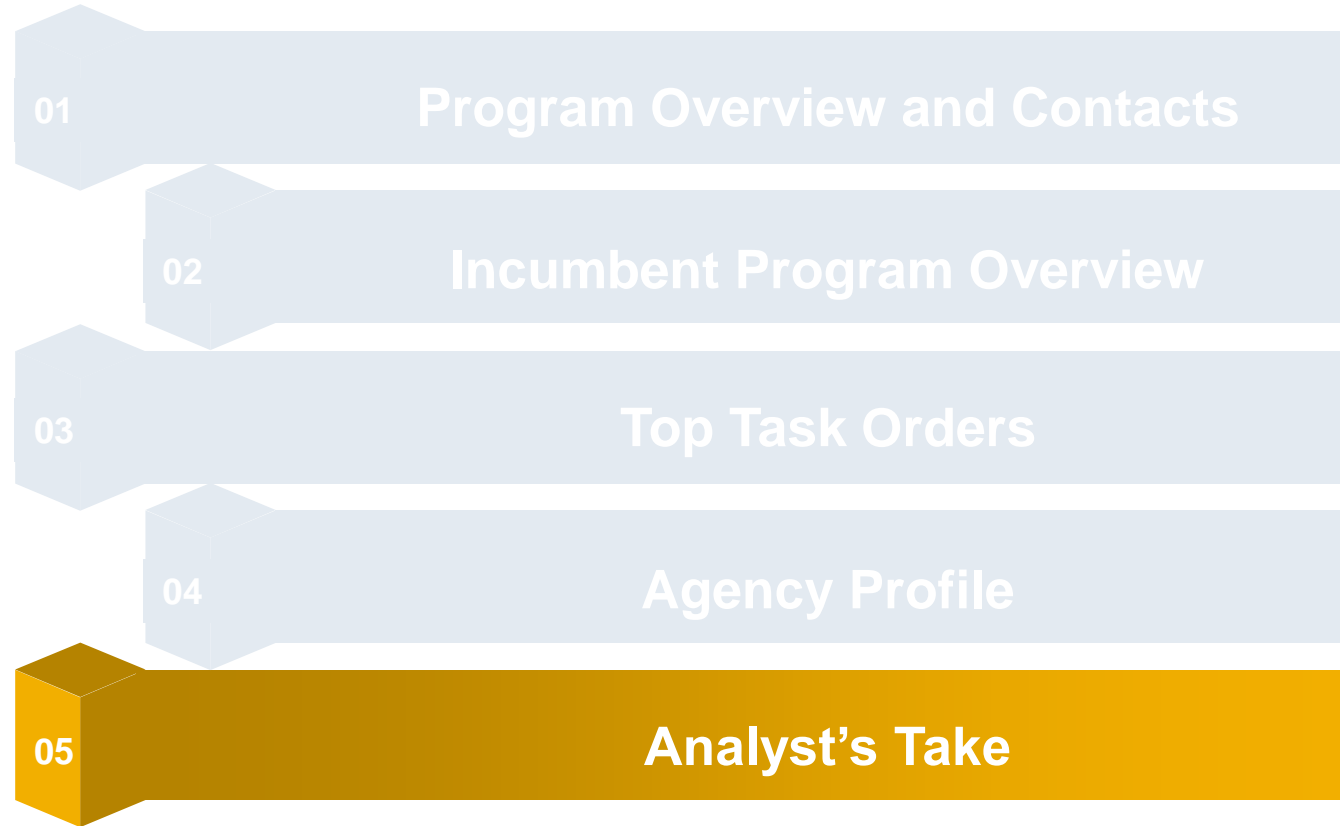 01
Program Overview and Contacts
02
Incumbent Program Overview
03
Top Task Orders
04
Agency Profile
05
Analyst’s Take